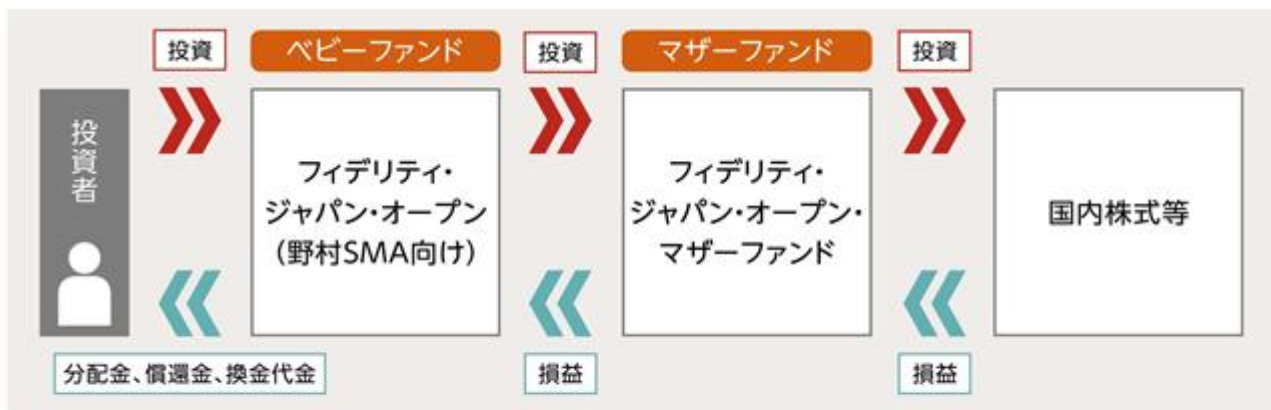 投資
ベビーファンド
投資
マザーファンド
投資
投資者
フィデリティ・
ジャパン・オープン
(野村SMA向け)
フィデリティ・
ジャパン・オープン・
マザーファンド
国内株式等
分配金、償還金、換金代金
損益
損益